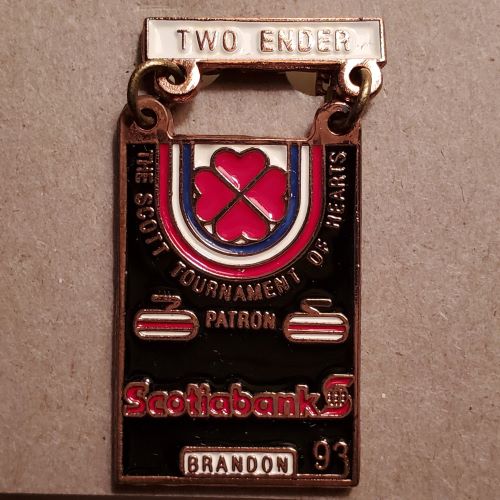 TWO ENDER
THE SCOTT TOURNAMENT OF HEARTS
PATRON
Scotiabank
BRANDON 93